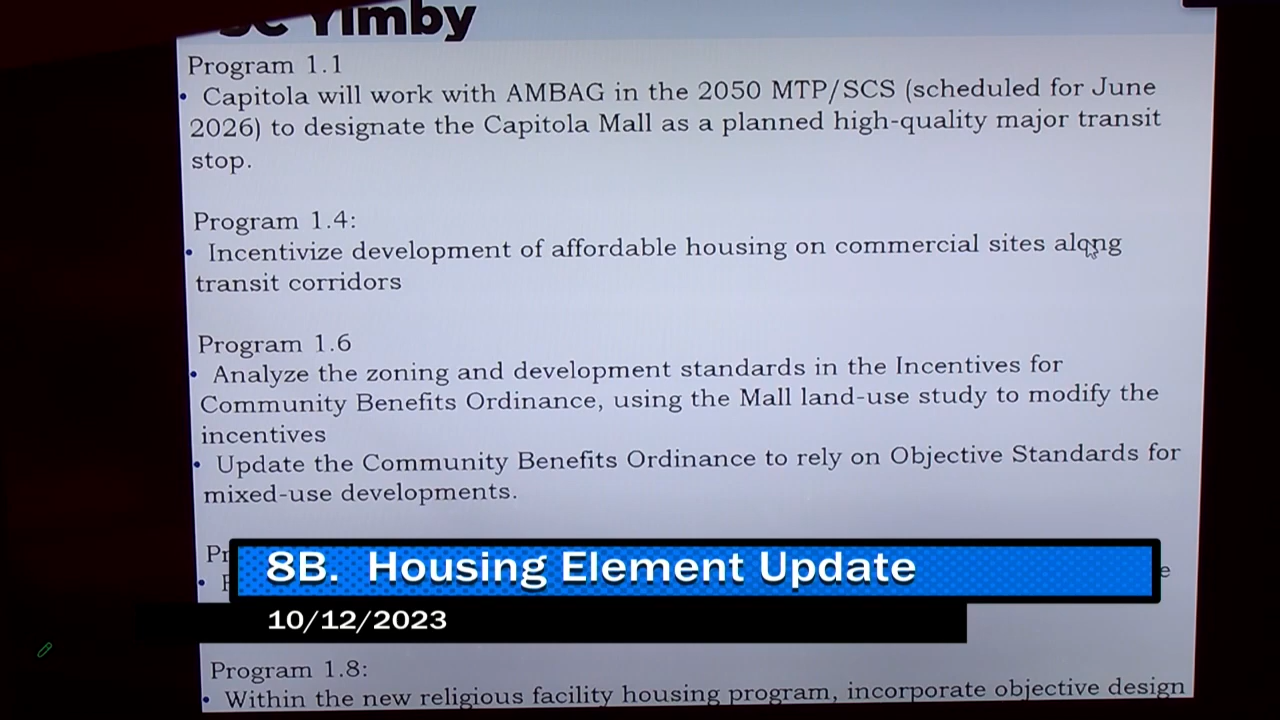 SC Yimby
Program 1.1
• Capitola will work with AMBAG in the 2050 MTP/SCS (scheduled for June
2026) to designate the Capitola Mall as a planned high-quality major transit
stop.
Program 1.4:
• Incentivize development of affordable housing on commercial sites along
transit corridors
Program 1.6
• Analyze the zoning and development standards in the Incentives for
Community Benefits Ordinance, using the Mall land-use study to modify the
incentives
• Update the Community Benefits Ordinance to rely on Objective Standards for
mixed-use developments.
8B. Housing Element Update
10/12/2023
Program 1.8:
• Within the new religious facility housing program, incorporate objective design